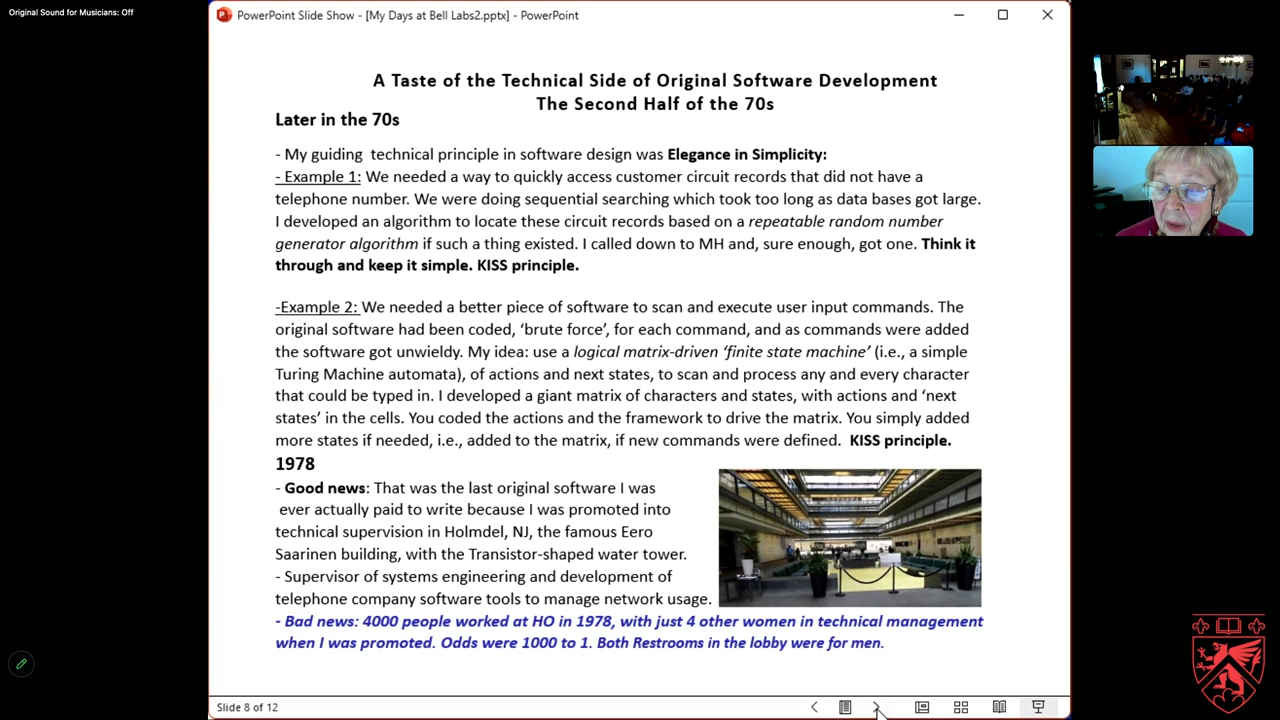 Original Sound for Musicians: Off
PowerPoint Slide Show - [My Days at Bell Labs2.pptx] - PowerPoint
A Taste of the Technical Side of Original Software Development
The Second Half of the 70s
Later in the 70s
- My guiding technical principle in software design was Elegance in Simplicity:
- Example 1: We needed a way to quickly access customer circuit records that did not have a
telephone number. We were doing sequential searching which took too long as data bases got large.
I developed an algorithm to locate these circuit records based on a repeatable random number
generator algorithm if such a thing existed. I called down to MH and, sure enough, got one. Think it
through and keep it simple. KISS principle.
-Example 2: We needed a better piece of software to scan and execute user input commands. The
original software had been coded, ‘brute force’, for each command, and as commands were added
the software got unwieldy. My idea: use a logical matrix-driven ‘finite state machine’ (i.e., a simple
Turing Machine automata), of actions and next states, to scan and process any and every character
that could be typed in. I developed a giant matrix of characters and states, with actions and ‘next
states’ in the cells. You coded the actions and the framework to drive the matrix. You simply added
more states if needed, i.e., added to the matrix, if new commands were defined. KISS principle.
1978
- Good news: That was the last original software I was
ever actually paid to write because I was promoted into
technical supervision in Holmdel, NJ, the famous Eero
Saarinen building, with the Transistor-shaped water tower.
- Supervisor of systems engineering and development of
telephone company software tools to manage network usage.
- Bad news: 4000 people worked at HO in 1978, with just 4 other women in technical management
when I was promoted. Odds were 1000 to 1. Both Restrooms in the lobby were for men.
Slide 8 of 12